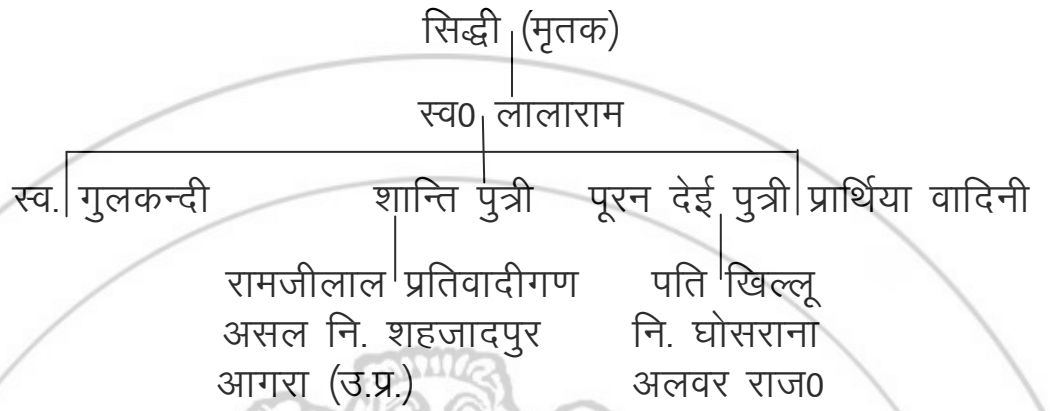 सिद्धी (मृतक)
स्व0 लालाराम
स्व. गुलकन्दी शान्ति पुत्री पूरन देई पुत्री प्रार्थिया वादिनी
रामजीलाल प्रतिवादीगण पति खिल्लू
असल नि. शहजादपुर नि. घोसराना
आगरा (उ.प्र.) अलवर राज0